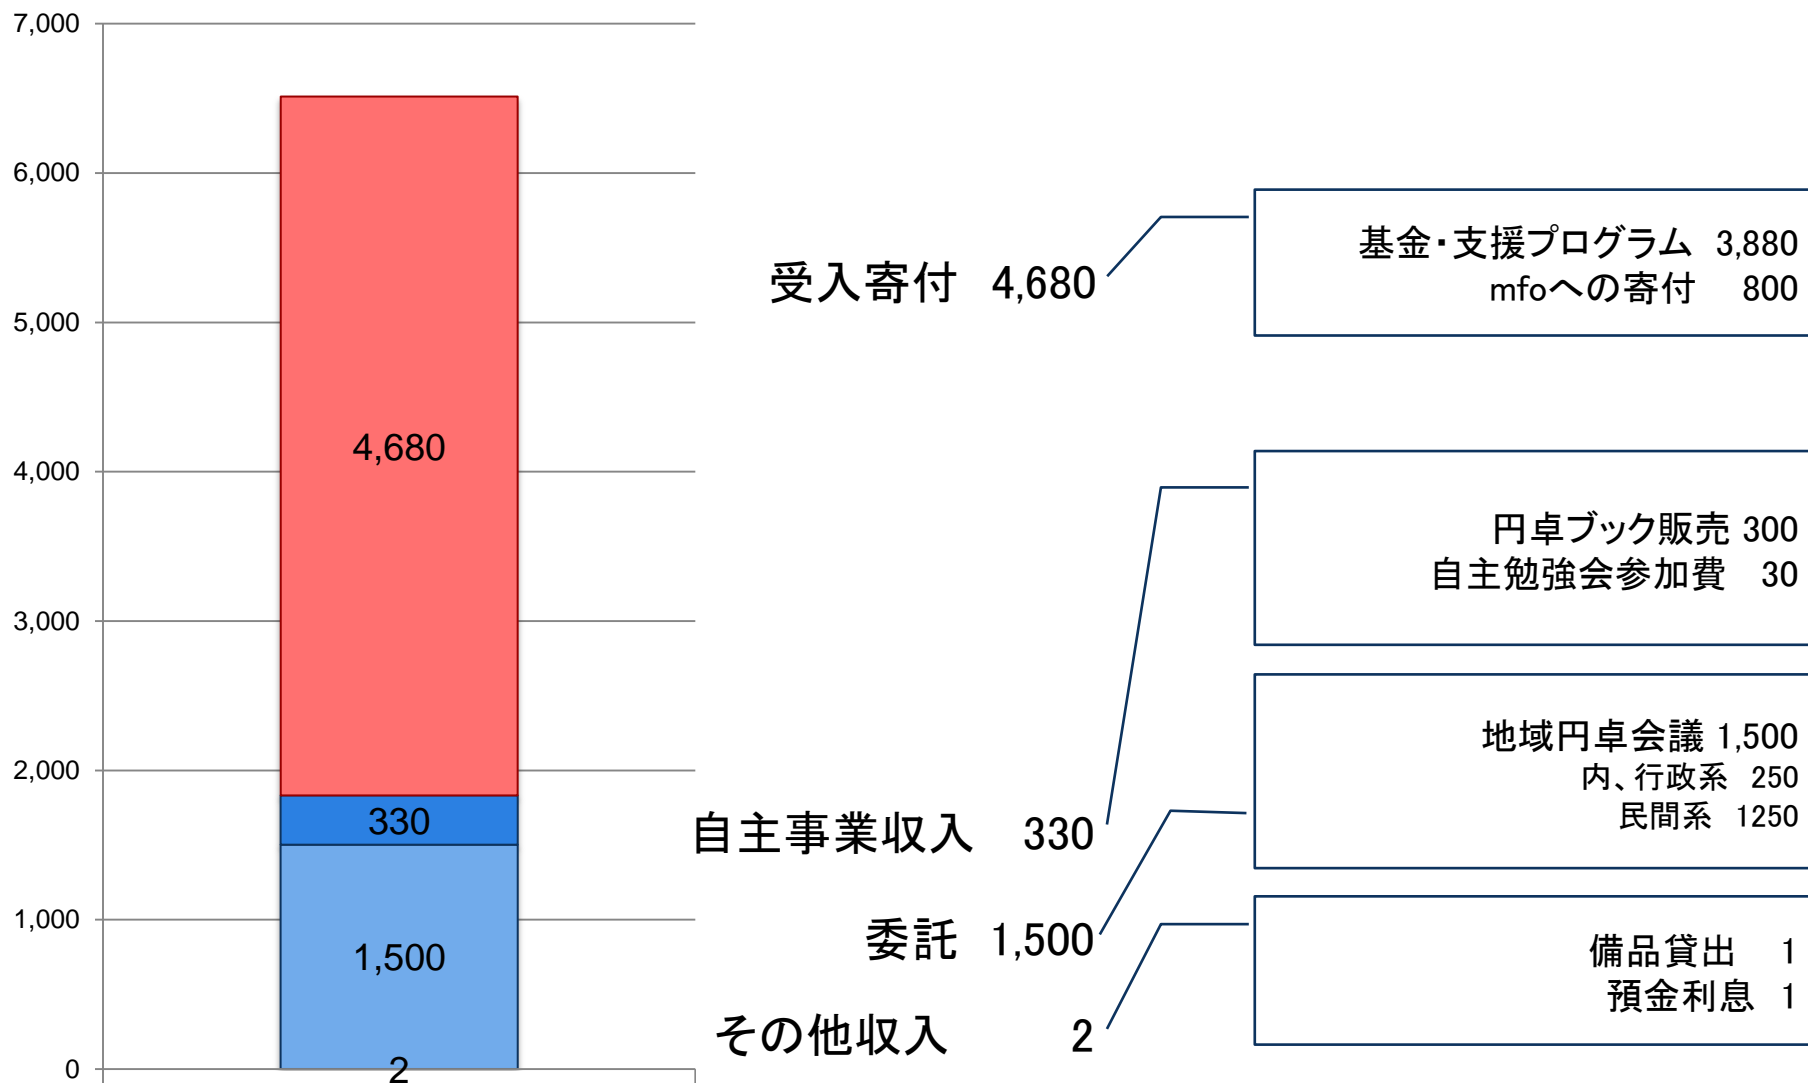 7,000
6,000
5,000
4,000
3,000
2,000
1,000
0
4,680
330
1,500
2
受入寄付 4,680
自主事業収入 330
委託 1,500
その他収入 2
基金・支援プログラム 3,880
mfoへの寄付 800
円卓ブック販売 300
自主勉強会参加費 30
地域円卓会議 1,500
内、行政系 250
民間系 1250
備品貸出 1
預金利息 1